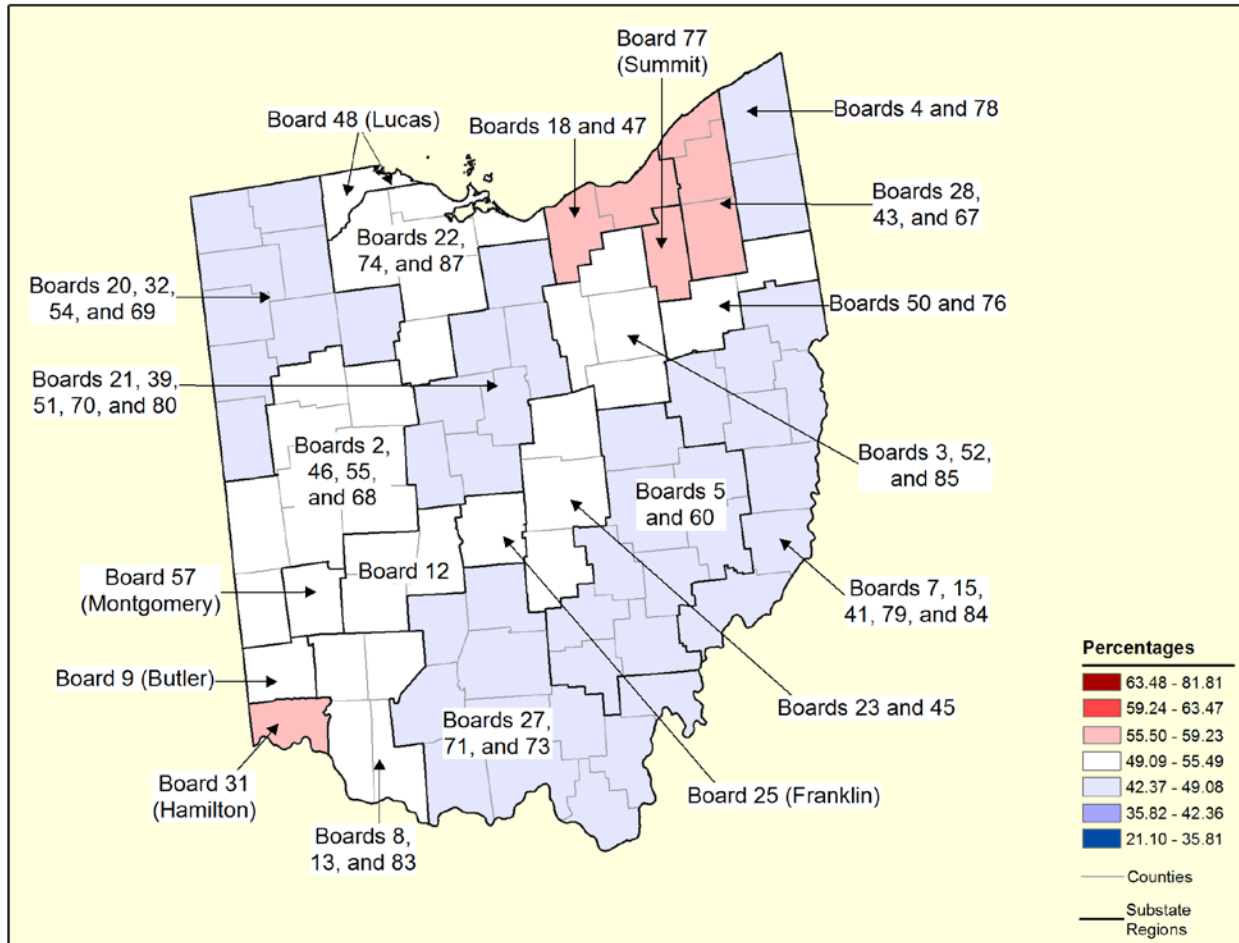 Board 77
(Summit)
Boards 4 and 78
Board 48 (Lucas)
Boards 18 and 47
Boards 28,
43, and 67
Boards 22,
74, and 87
Boards 20, 32,
54, and 69
Boards 50 and 76
Boards 21, 39,
51, 70, and 80
Boards 2,
46, 55,
and 68
Boards 3, 52,
and 85
Boards 5
and 60
Board 57
(Montgomery)
Board 12
Boards 7, 15,
41, 79, and 84
Board 9 (Butler)
Boards 23 and 45
Boards 27,
71, and 73
Board 31
(Hamilton)
Board 25 (Franklin)
Boards 8,
13, and 83
Percentages
63.48 - 81.81
59.24 - 63.47
55.50 - 59.23
49.09 - 55.49
42.37 - 49.08
35.82 - 42.36
21.10 - 35.81
Counties
Substate
Regions